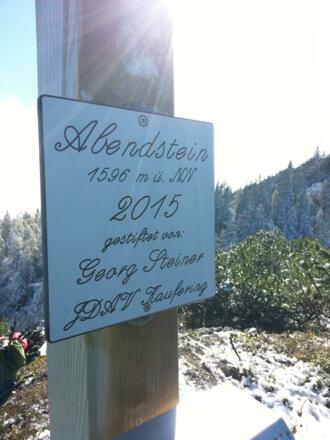 Abendstein
1596 m ü. NN
2015
gestiftet von:
Georg Steiner
JDAV Kaufering